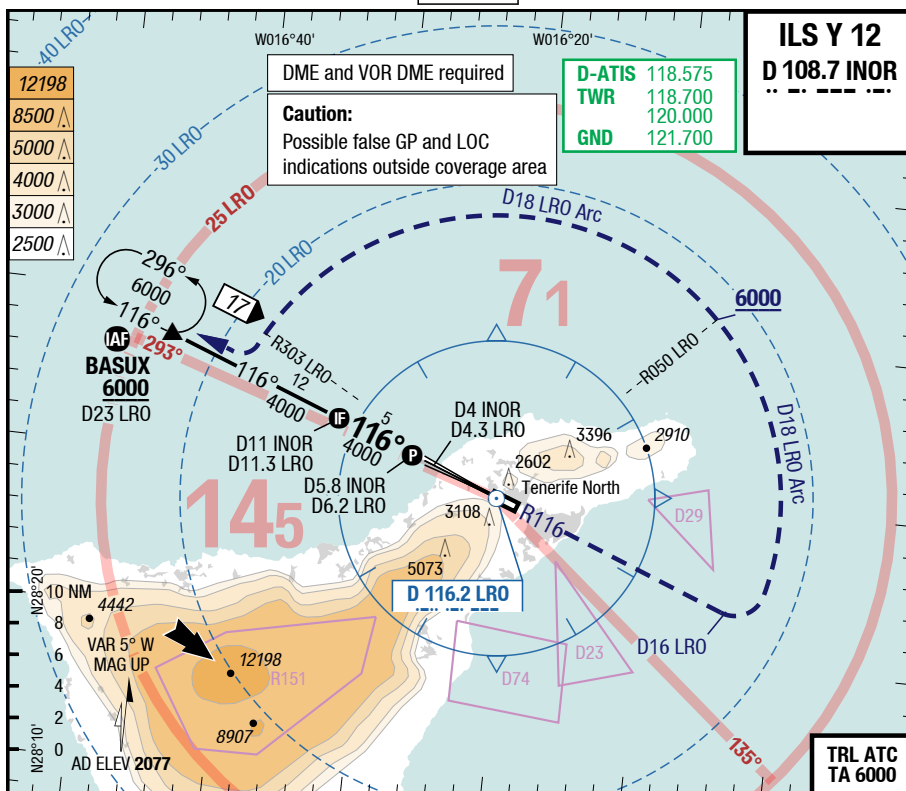 ILS Y 12
D 108.7 INOR
40 LRO
W016°40'
W016°20'
DME and VOR DME required
Caution:
Possible false GP and LOC
indications outside coverage area
D-ATIS 118.575
TWR 118.700
120.000
GND 121.700
12198
8500
5000
4000
3000
2500
30 LRO
25 LRO
20 LRO
D18 LRO Arc
71
6000
R050 LRO
296°
6000
116°
17
IAF
293°
BASUX
6000
D23 LRO
R303 LRO
116°
12
4000
IF
D11 INOR
D11.3 LRO
5
116°
4000
P
D5.8 INOR
D6.2 LRO
D4 INOR
D4.3 LRO
D18 LRO Arc
3396
2910
2602
Tenerife North
145
3108
R116
D29
5073
D 116.2 LRO
D16 LRO
N28°20'
10 NM
8
6
4
2
0
4442
VAR 5° W
MAG UP
12198
R151
8907
D23
D74
N28°10'
AD ELEV 2077
135°
TRL ATC
TA 6000